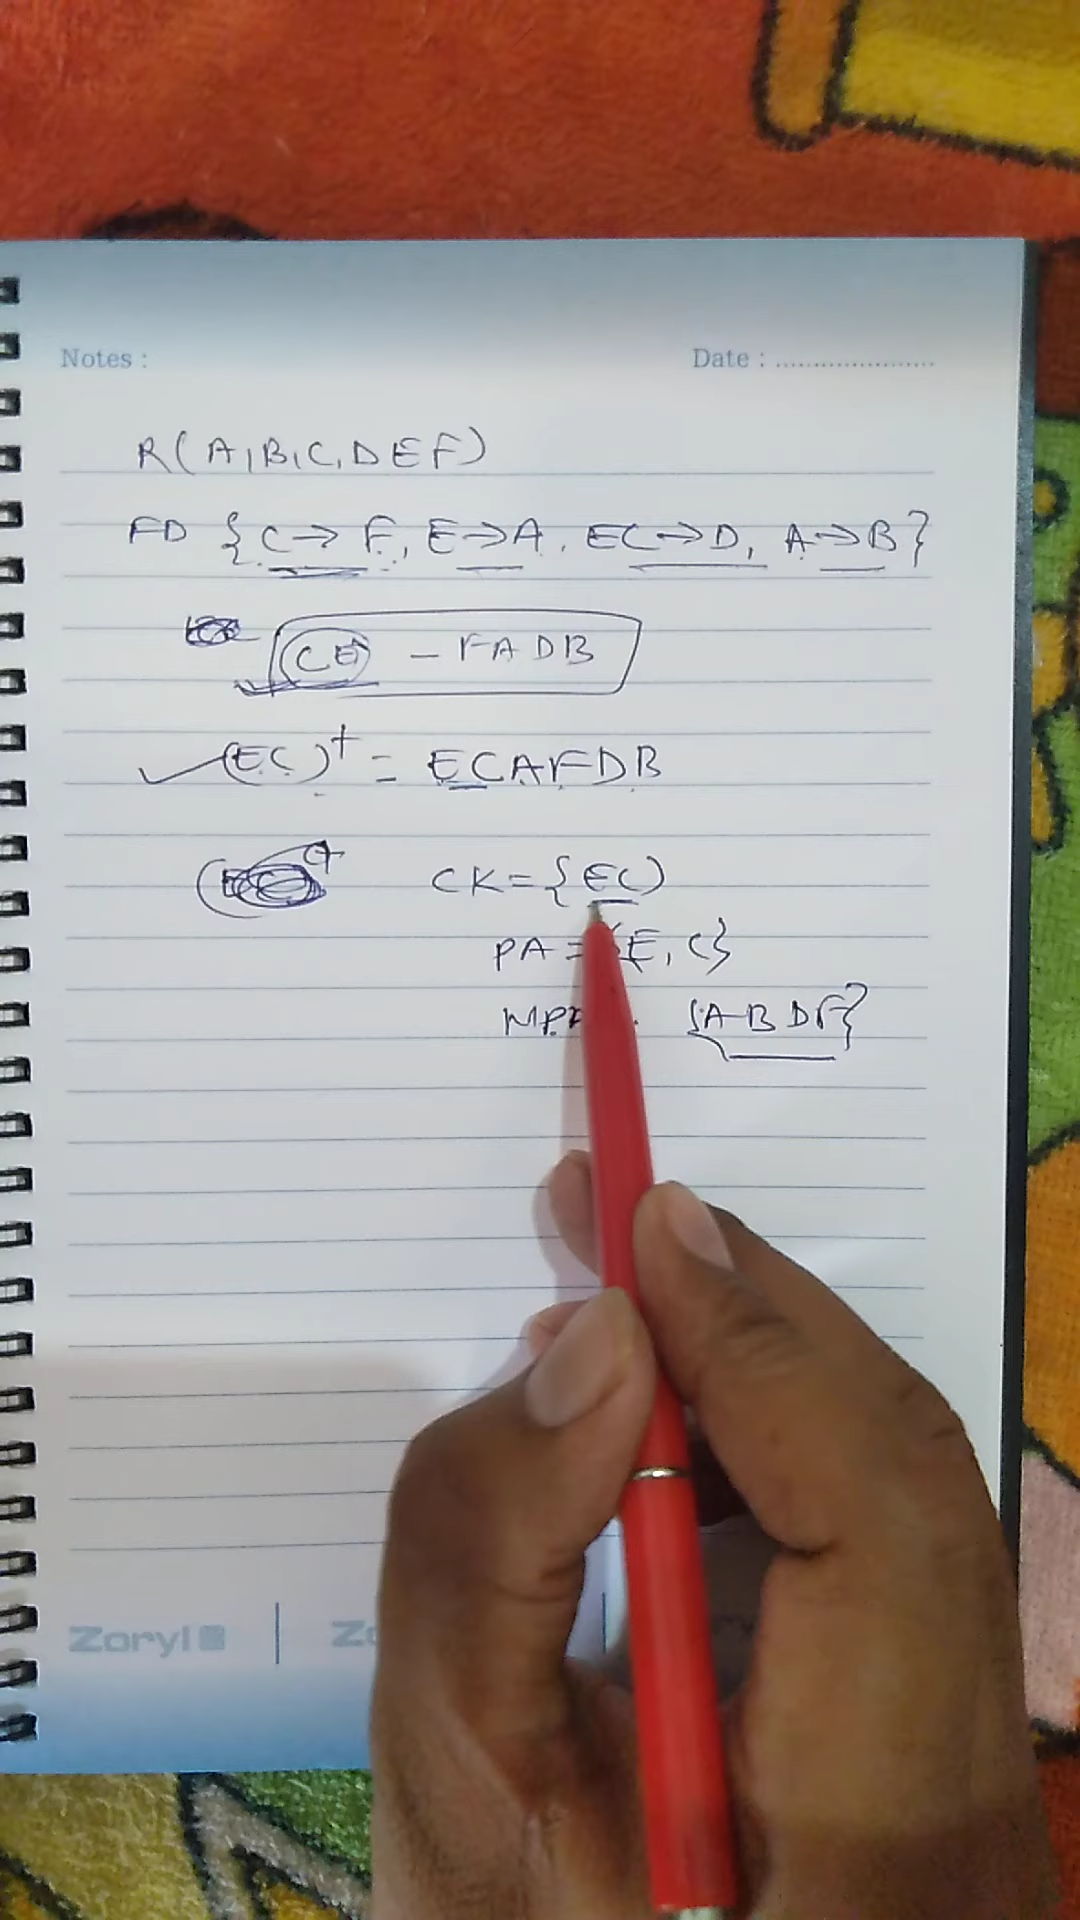 Notes : Date : ......................
R(A,B,C,DEF)
FD {C→F, E→A, EC→D, A→B}
CE - FADB
(EC)+ = ECAFDB
CK={EC)
PA={E,C}
{ABDF}
Zoryl